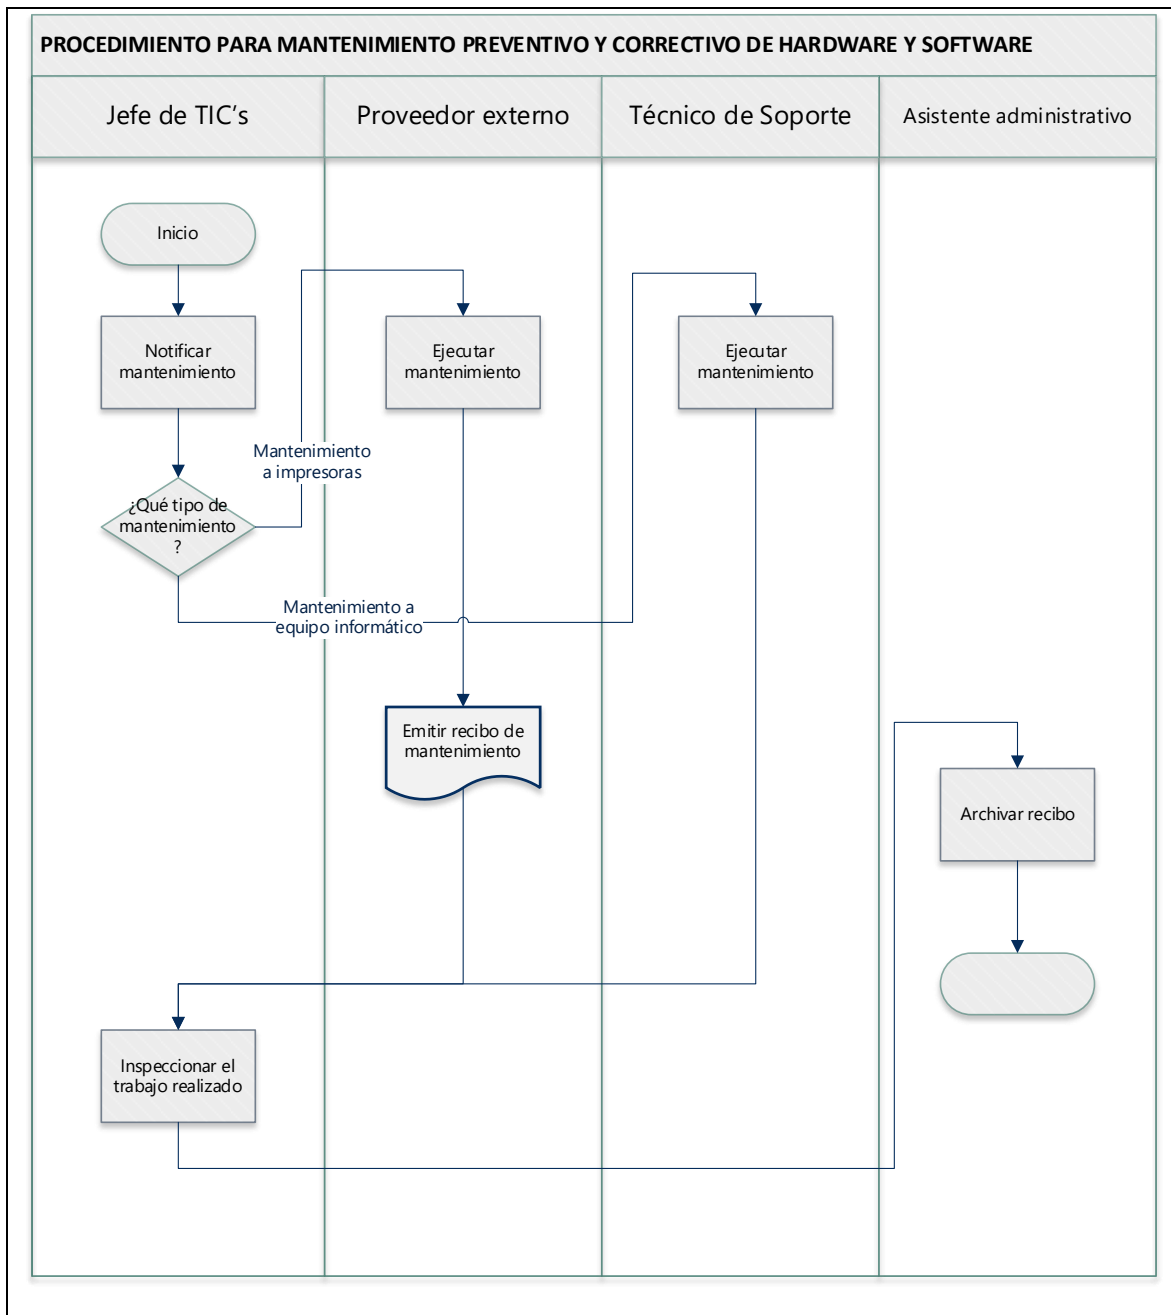 PROCEDIMIENTO PARA MANTENIMIENTO PREVENTIVO Y CORRECTIVO DE HARDWARE Y SOFTWARE
Jefe de TIC's
Proveedor externo
Técnico de Soporte
Asistente administrativo
Inicio
Notificar
mantenimiento
Ejecutar
mantenimiento
Ejecutar
mantenimiento
Mantenimiento
a impresoras
¿Qué tipo de
mantenimiento
?
Mantenimiento a
equipo informático
Emitir recibo de
mantenimiento
Archivar recibo
Inspeccionar el
trabajo realizado